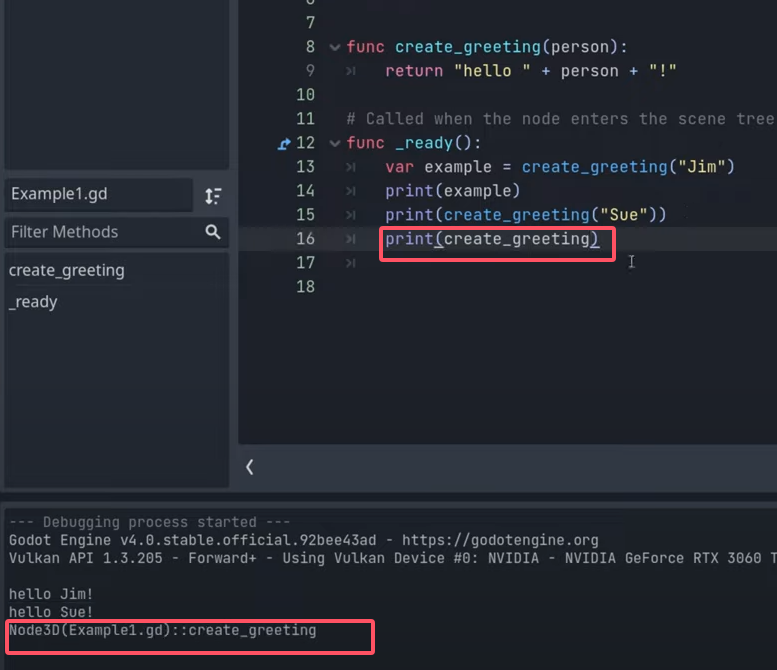 7
8 func create_greeting(person):
9 return "hello " + person + "!"
10
11 # Called when the node enters the scene tree
12 func _ready():
13 var example = create_greeting("Jim")
14 print(example)
15 print(create_greeting("Sue"))
16 print(create_greeting)
17
18
Example1.gd
Filter Methods
create_greeting
_ready
--- Debugging process started ---
Godot Engine v4.0.stable.official.92bee43ad - https://godotengine.org
Vulkan API 1.3.205 - Forward+ - Using Vulkan Device #0: NVIDIA - NVIDIA GeForce RTX 3060 T
hello Jim!
hello Sue!
Node3D(Example1.gd)::create_greeting